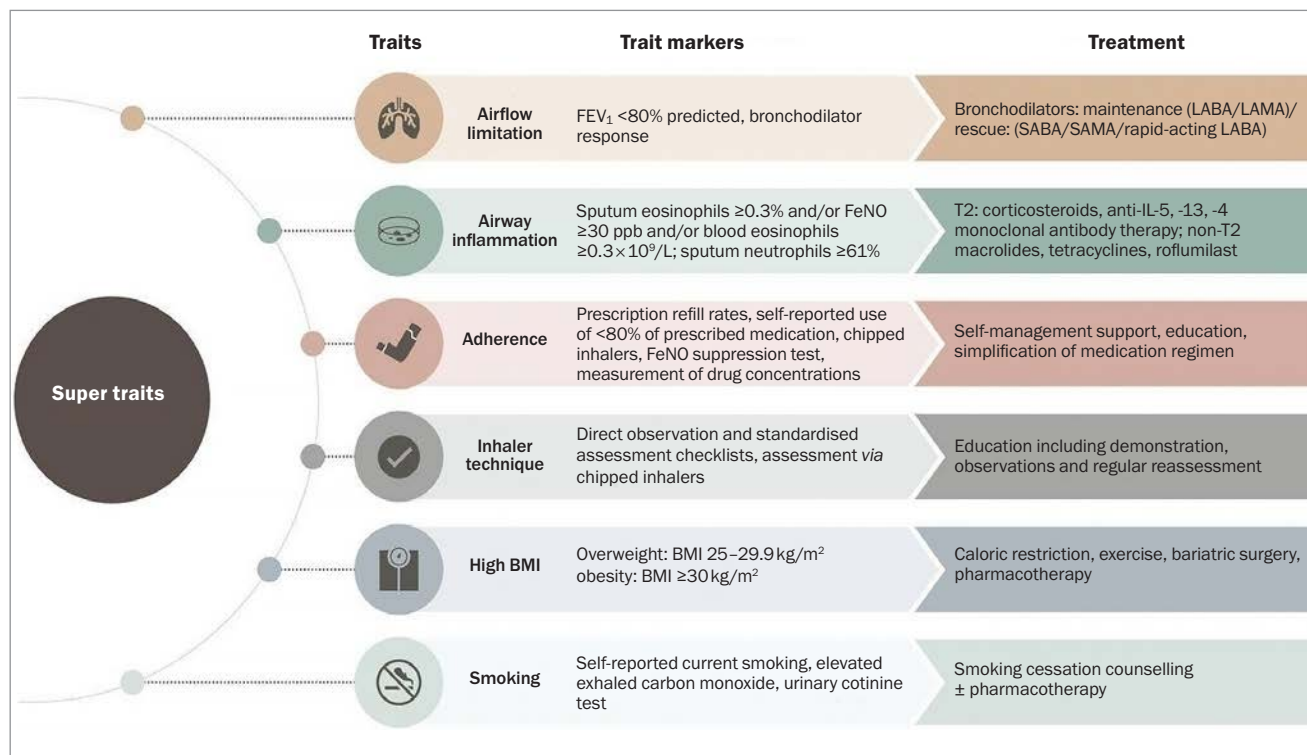 Traits Trait markers Treatment
Super traits
Airflow
limitation
FEV₁ <80% predicted, bronchodilator
response
Bronchodilators: maintenance (LABA/LAMA)/
rescue: (SABA/SAMA/rapid-acting LABA)
Airway
inflammation
Sputum eosinophils ≥0.3% and/or FeNO
≥30 ppb and/or blood eosinophils
≥0.3×10⁹/L; sputum neutrophils ≥61%
T2: corticosteroids, anti-IL-5, -13, -4
monoclonal antibody therapy; non-T2
macrolides, tetracyclines, roflumilast
Adherence
Prescription refill rates, self-reported use
of <80% of prescribed medication, chipped
inhalers, FeNO suppression test,
measurement of drug concentrations
Self-management support, education,
simplification of medication regimen
Inhaler
technique
Direct observation and standardised
assessment checklists, assessment via
chipped inhalers
Education including demonstration,
observations and regular reassessment
High BMI
Overweight: BMI 25–29.9 kg/m²
obesity: BMI ≥30 kg/m²
Caloric restriction, exercise, bariatric surgery,
pharmacotherapy
Smoking
Self-reported current smoking, elevated
exhaled carbon monoxide, urinary cotinine
test
Smoking cessation counselling
± pharmacotherapy